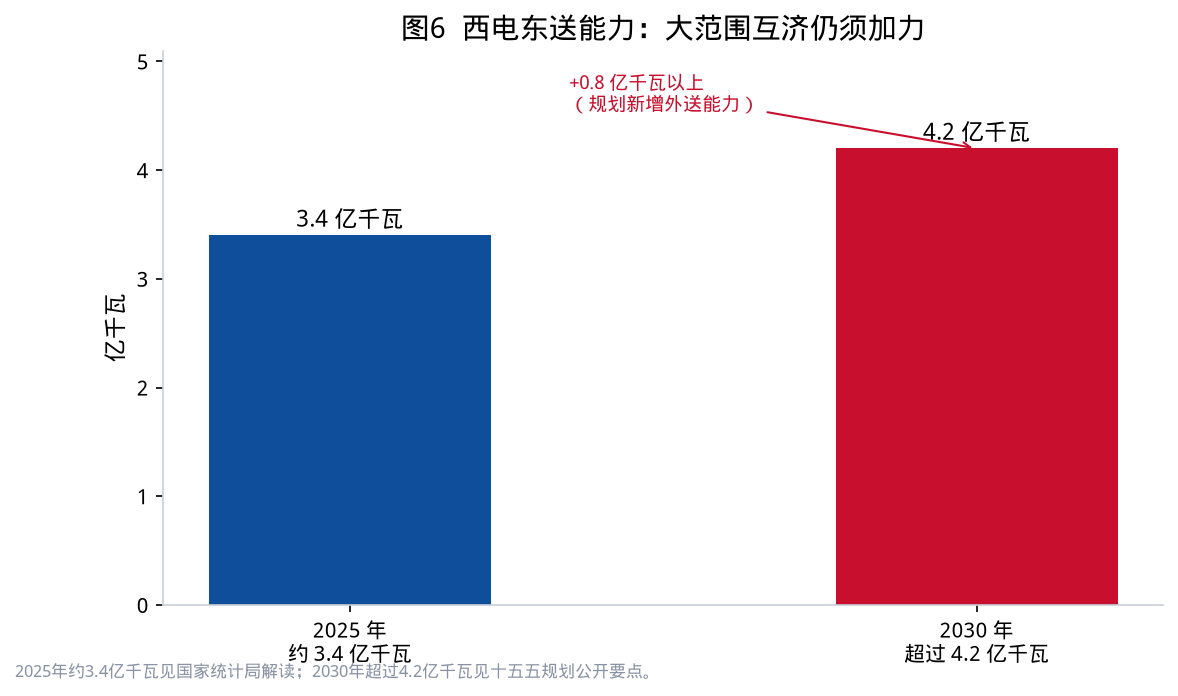 图6 西电东送能力：大范围互济仍须加力
+0.8 亿千瓦以上
（规划新增外送能力）
4.2 亿千瓦
3.4 亿千瓦
亿千瓦
5
4
3
2
1
0
2025 年
约 3.4 亿千瓦
2030 年
超过 4.2 亿千瓦
2025年约3.4亿千瓦见国家统计局解读；2030年超过4.2亿千瓦见十五五规划公开要点。